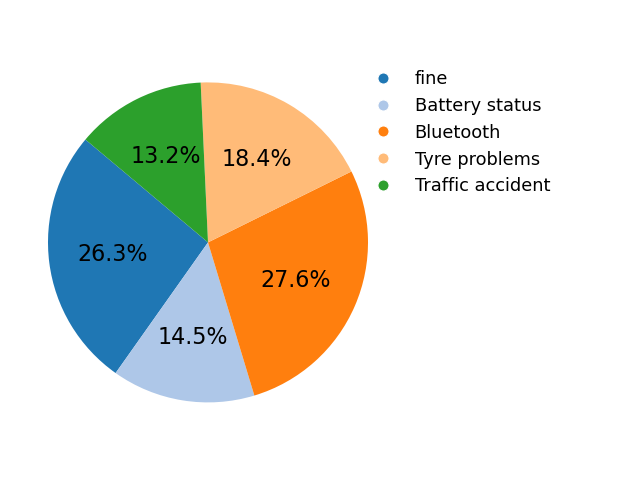 fine
Battery status
Bluetooth
Tyre problems
Traffic accident
13.2%
18.4%
26.3%
27.6%
14.5%